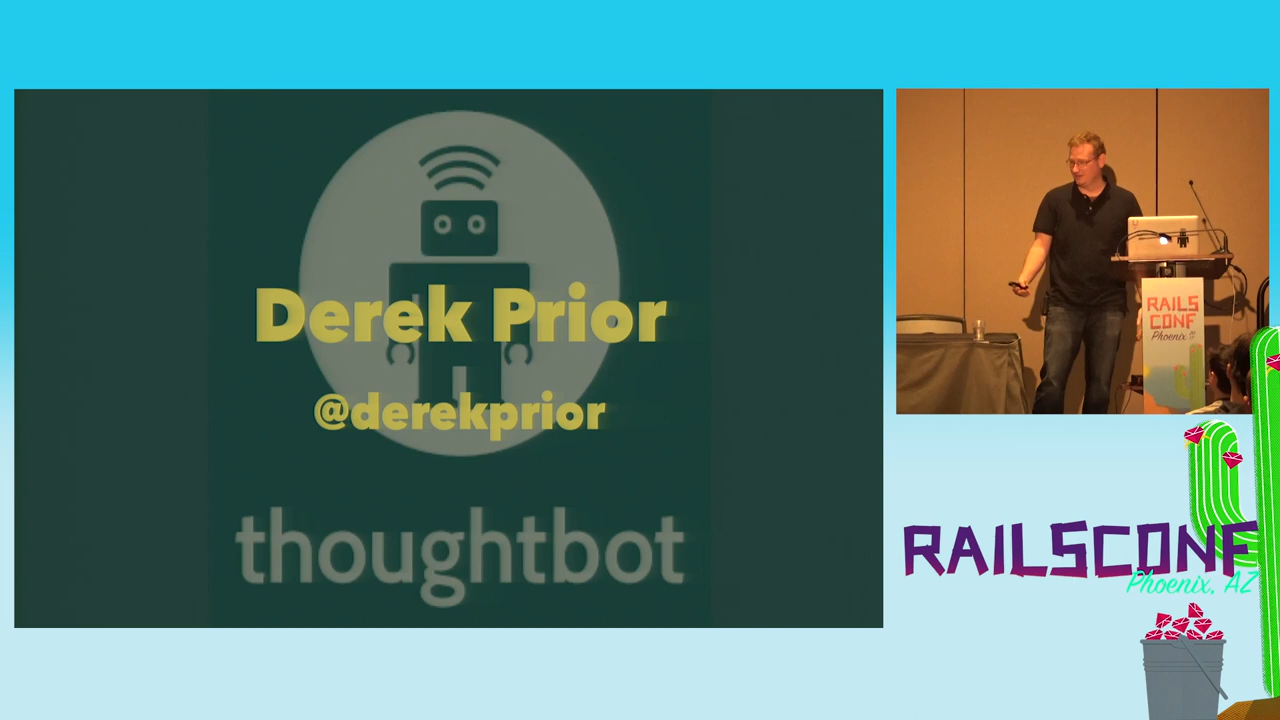 Derek Prior
@derekprior
thoughtbot
RAILS
CONF
Phoenix
RAILSCONF
Phoenix, AZ